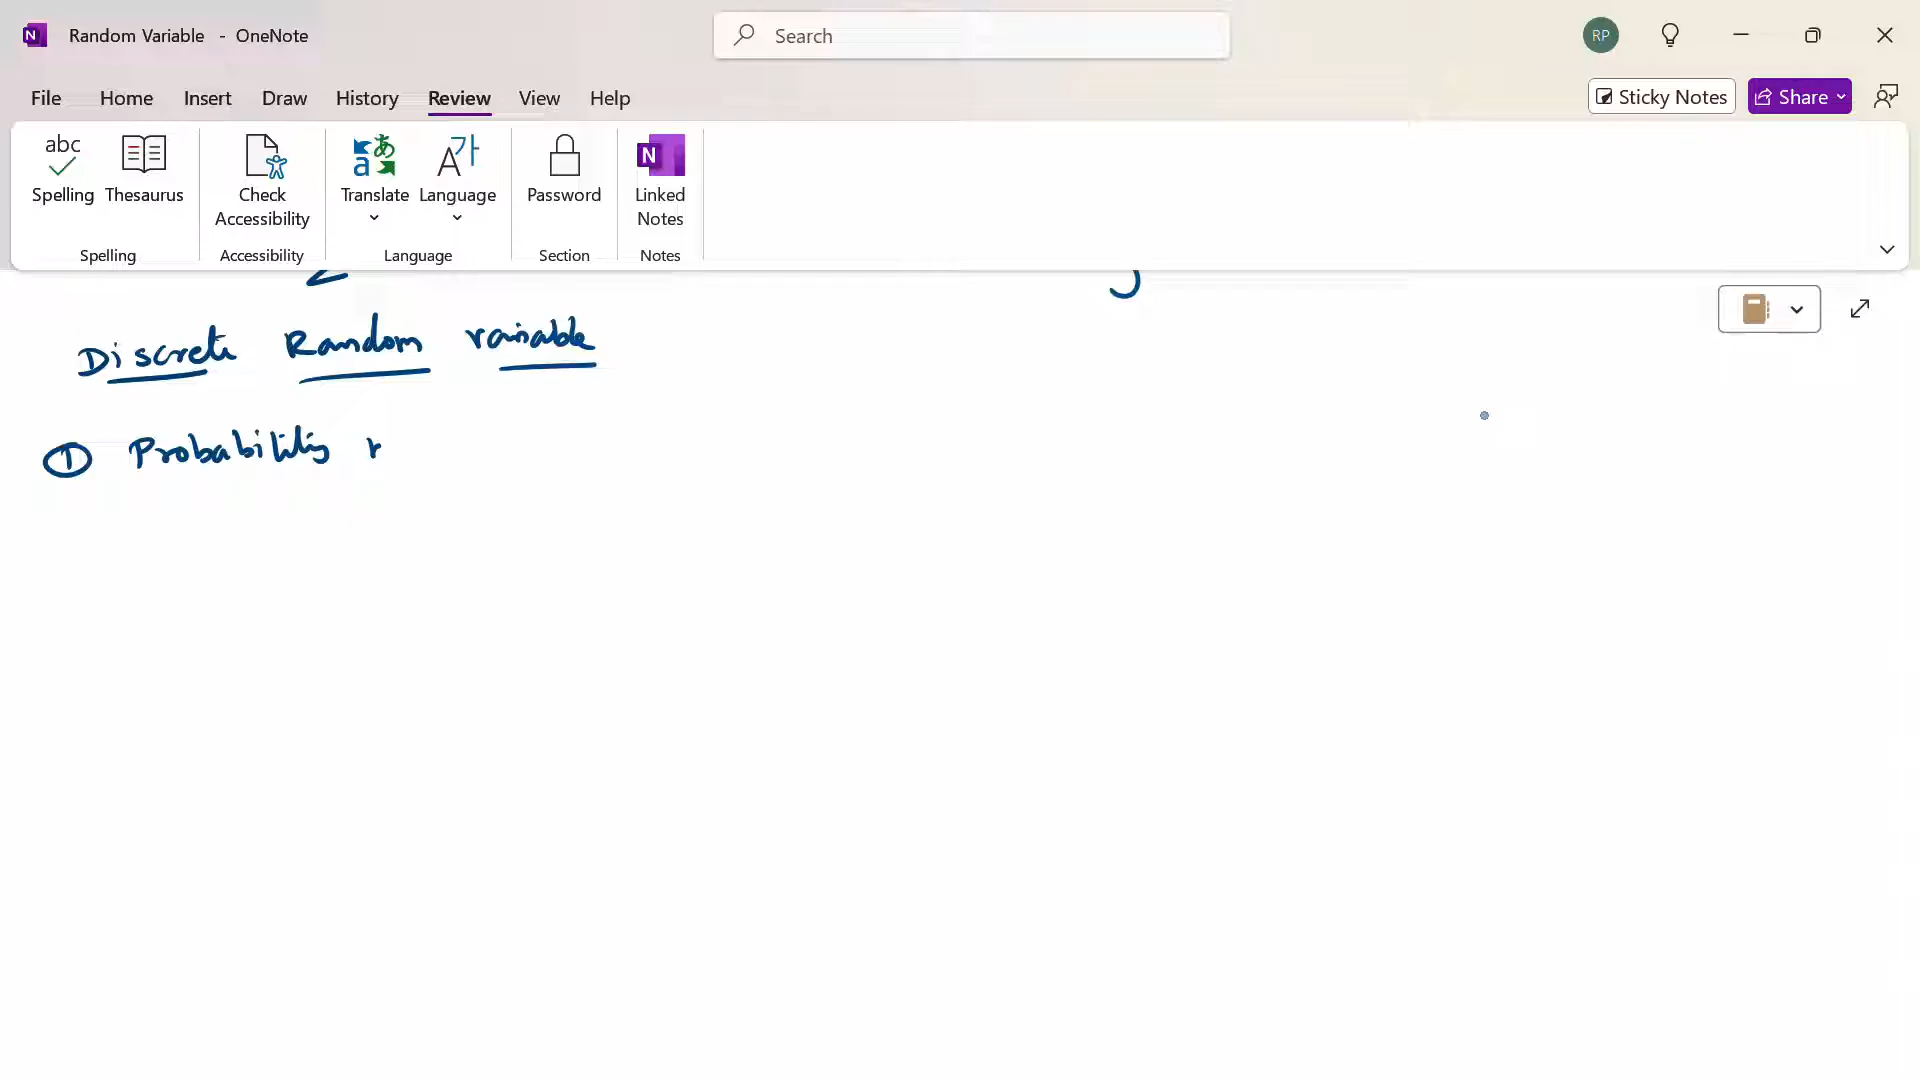 Random Variable - OneNote
Search
RP
File Home Insert Draw History Review View Help
Sticky Notes Share
abc
Spelling Thesaurus Check Accessibility Translate Language Password Linked Notes
Spelling Accessibility Language Section Notes
Discrete Random variable
① Probability